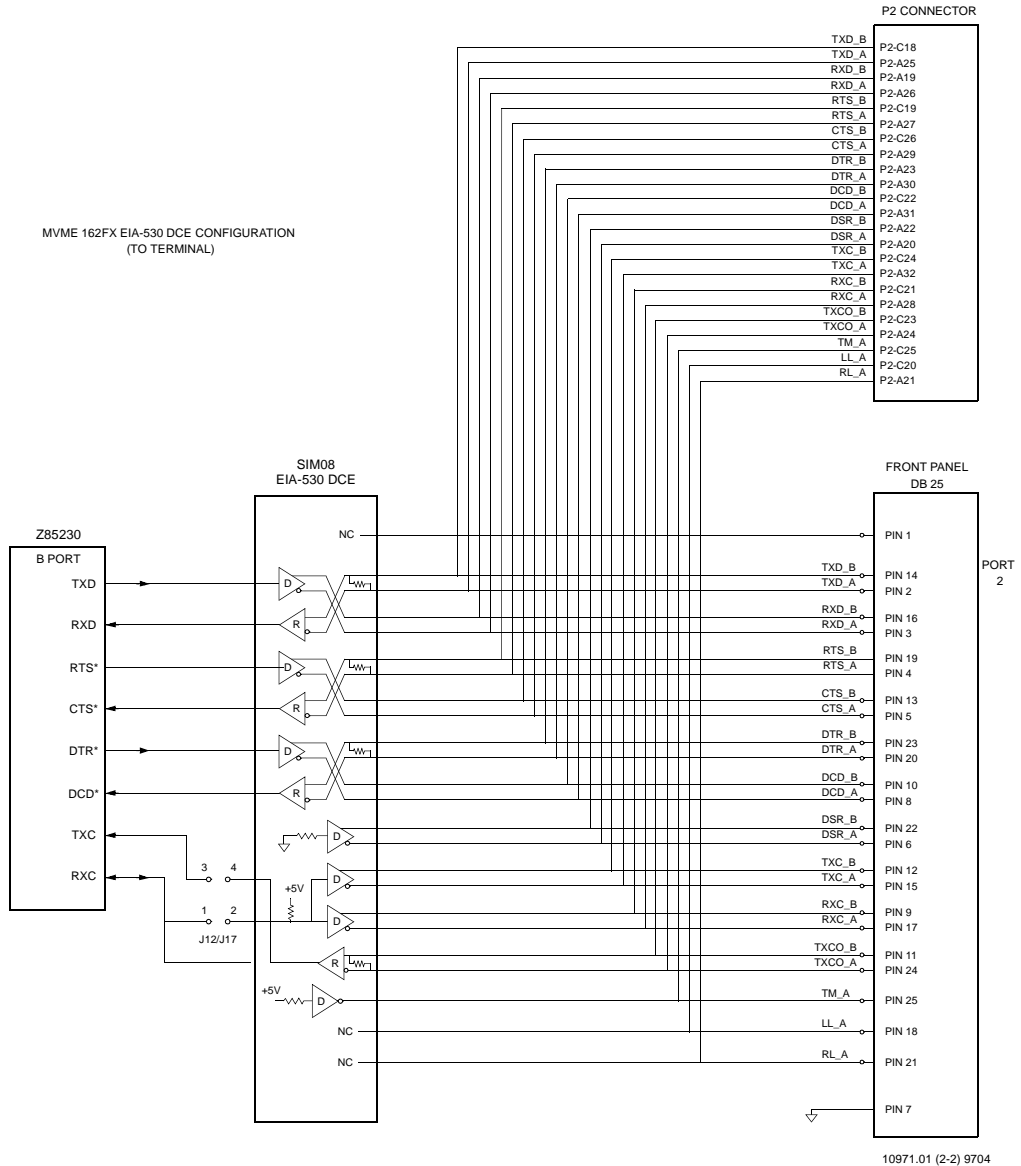 P2 CONNECTOR
TXD_B P2-C18
TXD_A P2-A25
RXD_B P2-A19
RXD_A P2-A26
RTS_B P2-C19
RTS_A P2-A27
CTS_B P2-C26
CTS_A P2-A29
DTR_B P2-A23
DTR_A P2-A30
DCD_B P2-C22
DCD_A P2-A31
DSR_B P2-A22
DSR_A P2-A20
TXC_B P2-C24
TXC_A P2-A32
RXC_B P2-C21
RXC_A P2-A28
TXCO_B P2-C23
TXCO_A P2-A24
TM_A P2-C25
LL_A P2-C20
RL_A P2-A21
MVME 162FX EIA-530 DCE CONFIGURATION
(TO TERMINAL)
Z85230
B PORT
TXD
RXD
RTS*
CTS*
DTR*
DCD*
TXC
RXC
3 4
1 2
J12/J17
SIM08
EIA-530 DCE
NC
D
R
D
R
D
R
D
D
+5V
D
R
+5V
D
NC
NC
FRONT PANEL
DB 25
PORT
2
PIN 1
TXD_B PIN 14
TXD_A PIN 2
RXD_B PIN 16
RXD_A PIN 3
RTS_B PIN 19
RTS_A PIN 4
CTS_B PIN 13
CTS_A PIN 5
DTR_B PIN 23
DTR_A PIN 20
DCD_B PIN 10
DCD_A PIN 8
DSR_B PIN 22
DSR_A PIN 6
TXC_B PIN 12
TXC_A PIN 15
RXC_B PIN 9
RXC_A PIN 17
TXCO_B PIN 11
TXCO_A PIN 24
TM_A PIN 25
LL_A PIN 18
RL_A PIN 21
PIN 7
10971.01 (2-2) 9704